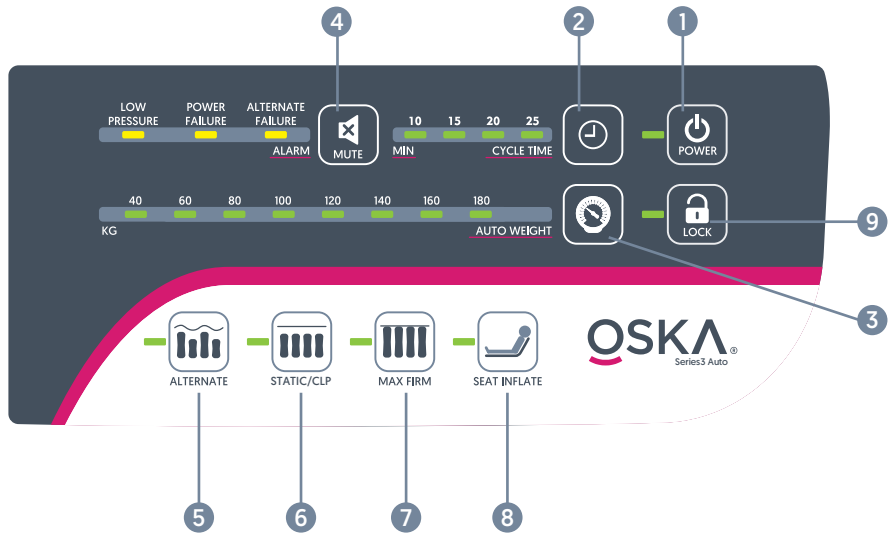 4
2
1
LOW PRESSURE
POWER FAILURE
ALTERNATE FAILURE
ALARM
MUTE
10 15 20 25
MIN CYCLE TIME
POWER
40 60 80 100 120 140 160 180
KG AUTO WEIGHT
LOCK
9
3
OSKA®
Series3 Auto
ALTERNATE
STATIC/CLP
MAX FIRM
SEAT INFLATE
5
6
7
8